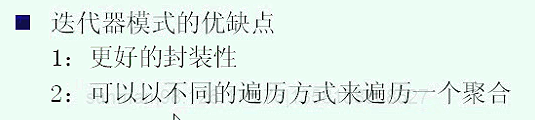 迭代器模式的优缺点
1：更好的封装性
2：可以以不同的遍历方式来遍历一个聚合